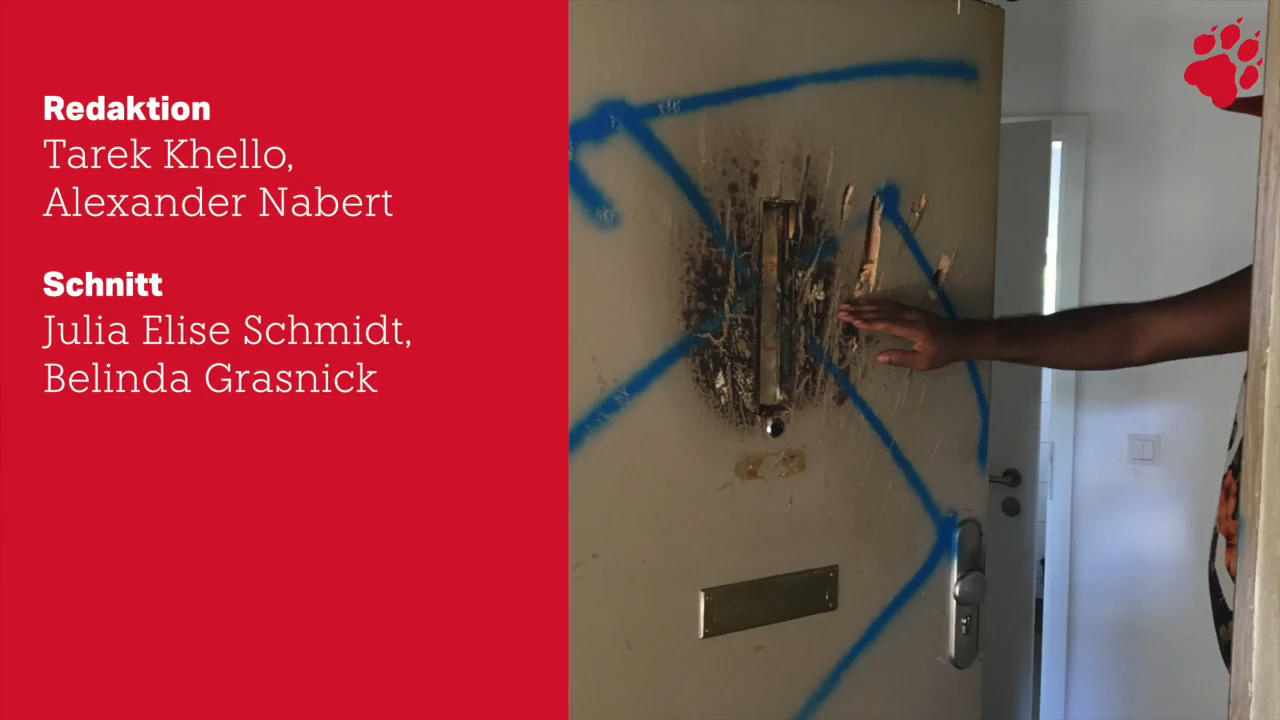 Redaktion
Tarek Khello,
Alexander Nabert
Schnitt
Julia Elise Schmidt,
Belinda Grasnick